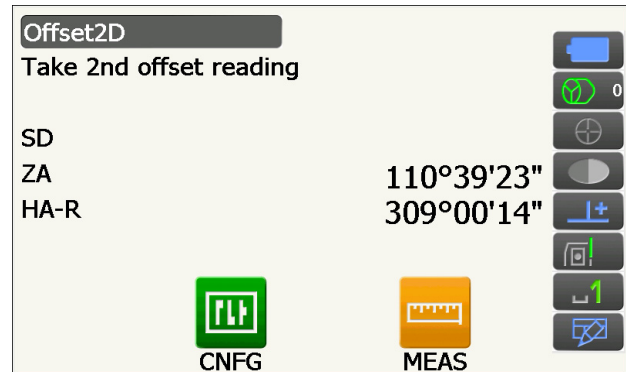 Offset2D
Take 2nd offset reading
0
SD
ZA 110°39'23"
HA-R 309°00'14"
1
CNFG MEAS